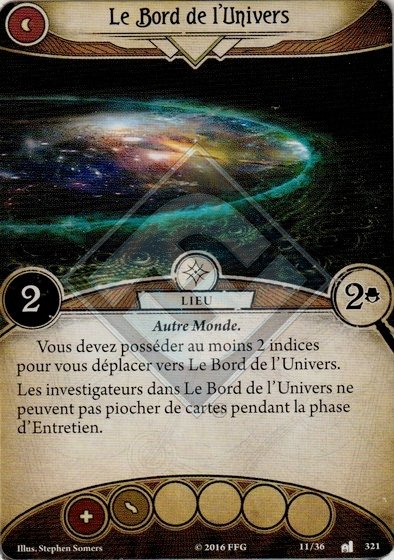 Le Bord de l'Univers
2
LIEU
2
Autre Monde.
Vous devez posséder au moins 2 indices
pour vous déplacer vers Le Bord de l'Univers.
Les investigateurs dans Le Bord de l'Univers ne
peuvent pas piocher de cartes pendant la phase
d'Entretien.
Illus. Stephen Somers
© 2016 FFG
11/36
321